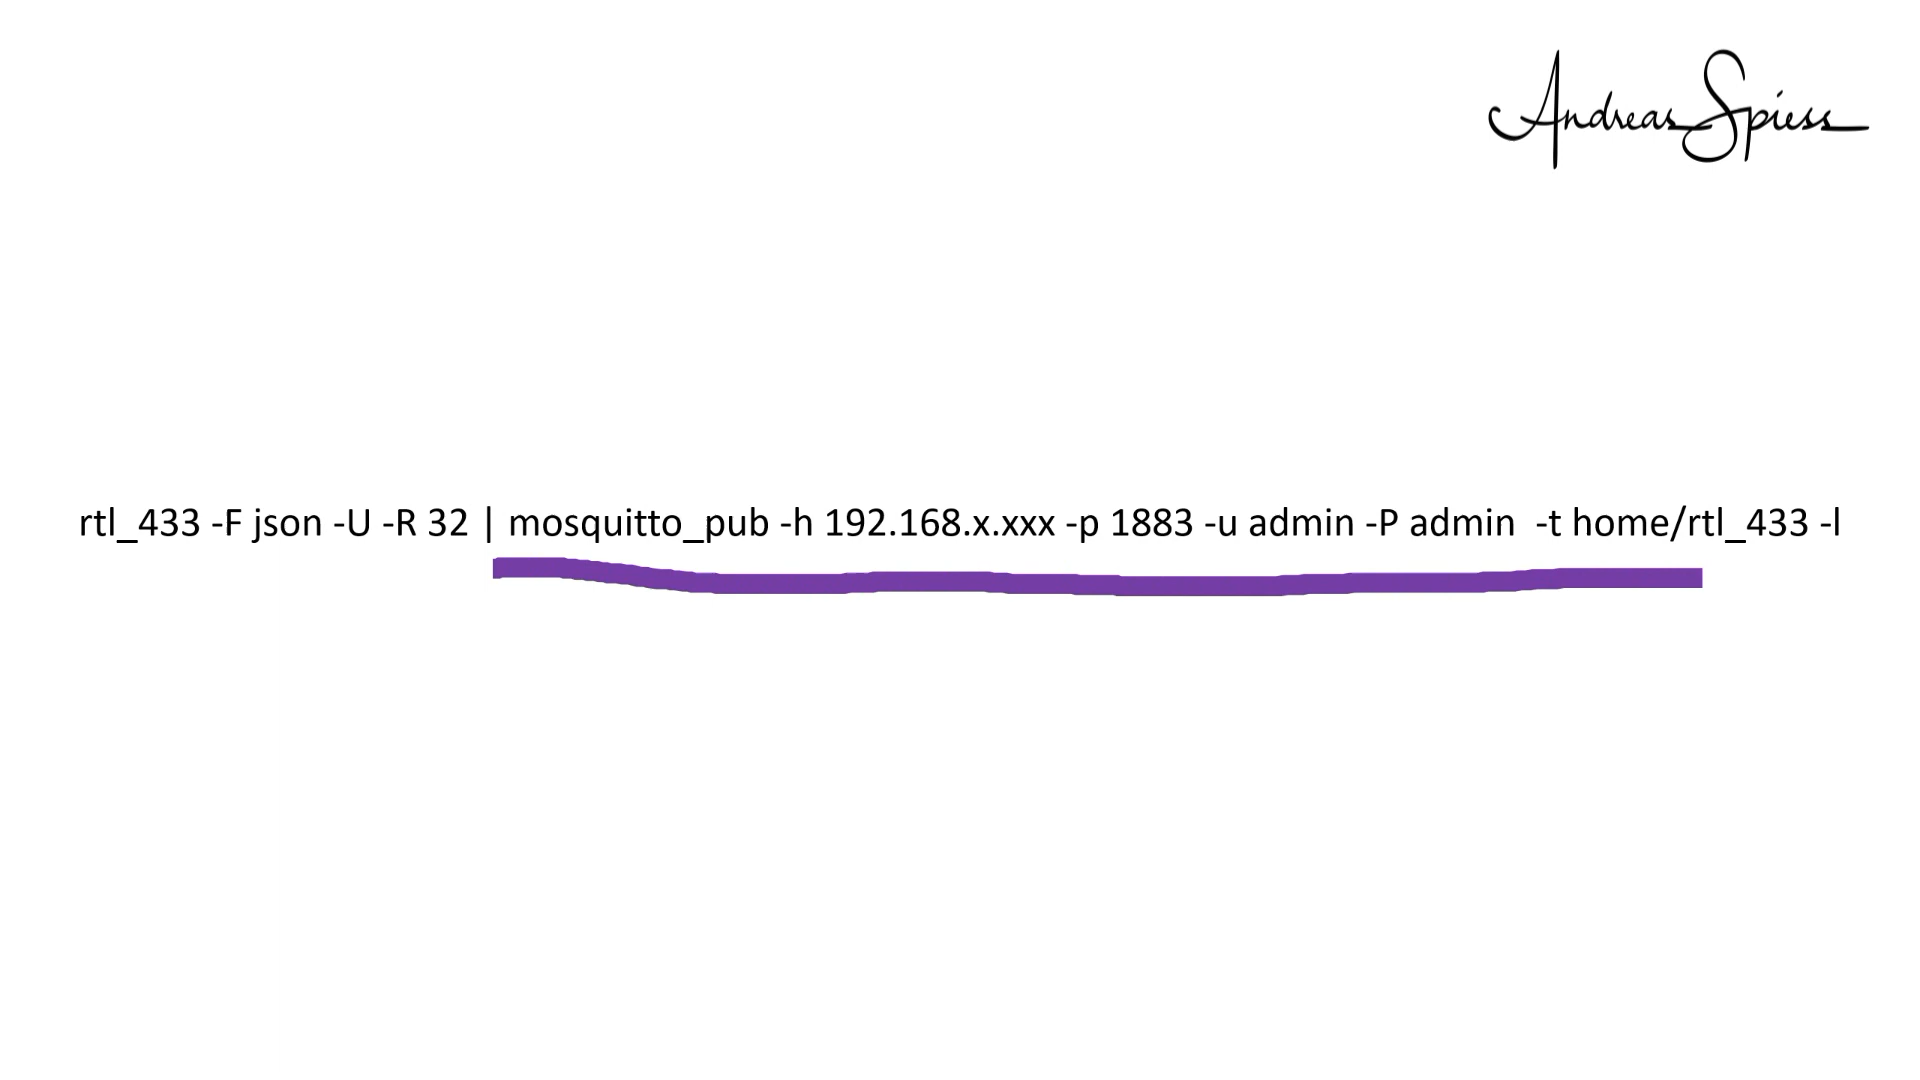 Andreas Spiess
rtl_433 -F json -U -R 32 | mosquitto_pub -h 192.168.x.xxx -p 1883 -u admin -P admin  -t home/rtl_433 -l